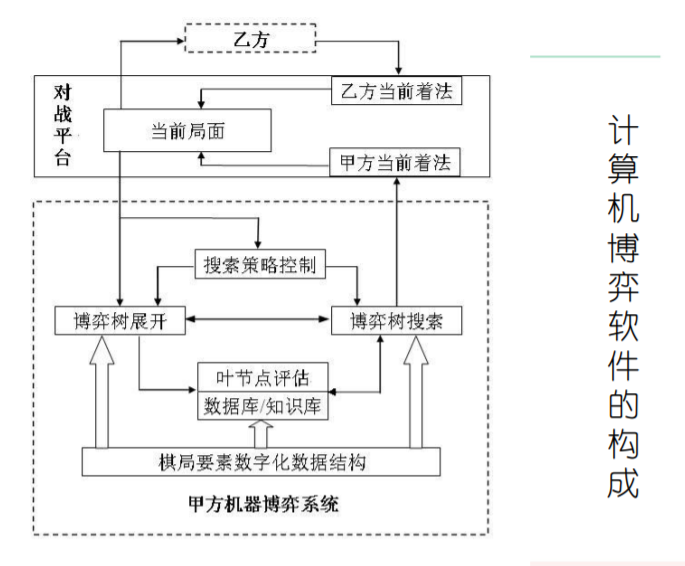 乙方
对战平台
乙方当前着法
当前局面
甲方当前着法
搜索策略控制
博弈树展开
博弈树搜索
叶节点评估
数据库/知识库
棋局要素数字化数据结构
甲方机器博弈系统
计算机博弈软件的构成